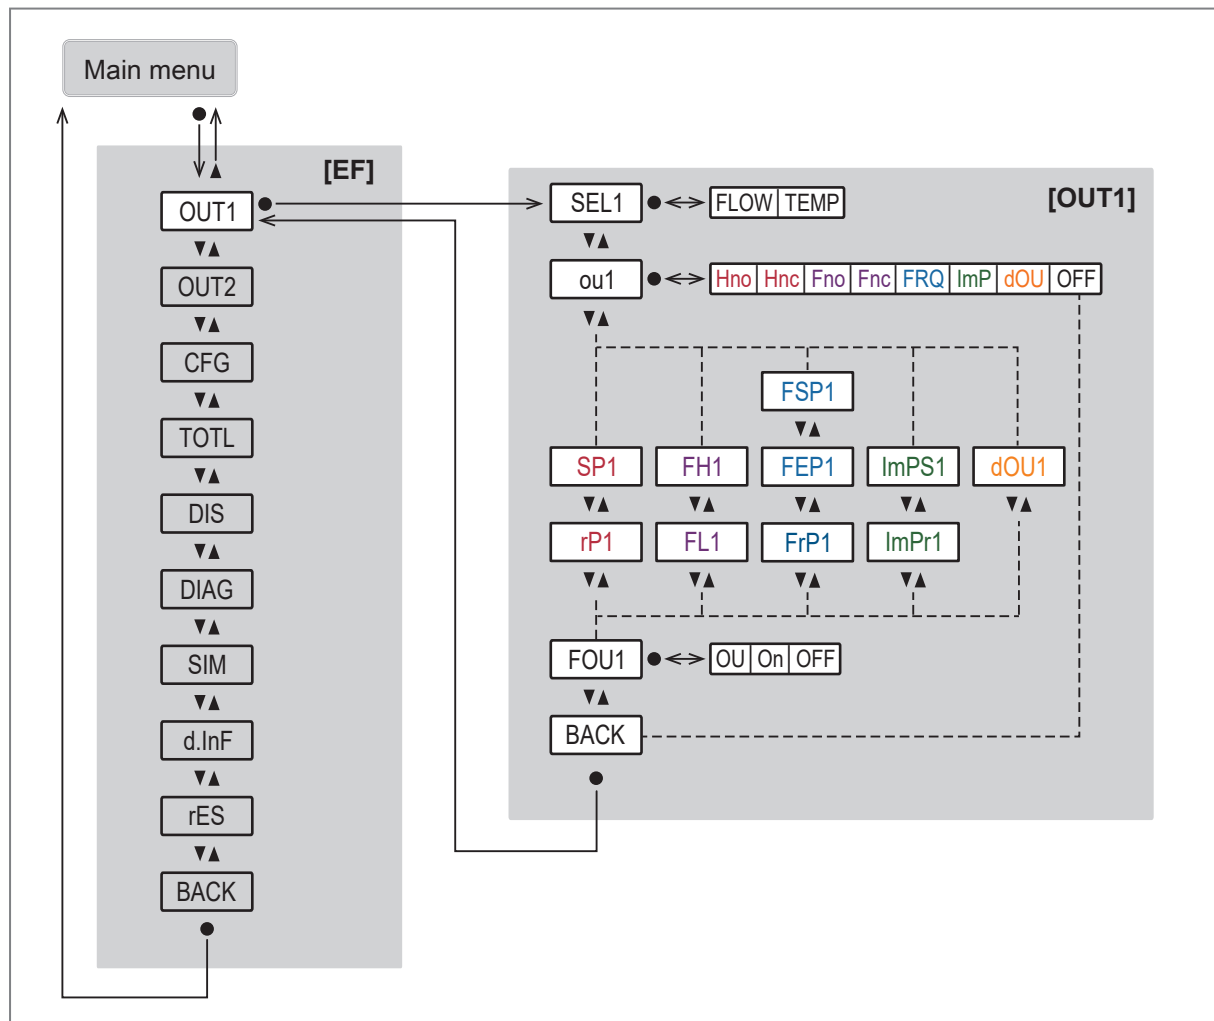 Main menu
[EF]
OUT1
OUT2
CFG
TOTL
DIS
DIAG
SIM
d.InF
rES
BACK
[OUT1]
SEL1 FLOW TEMP
ou1 Hno Hnc Fno Fnc FRQ ImP dOU OFF
FSP1
SP1 FH1 FEP1 ImPS1 dOU1
rP1 FL1 FrP1 ImPr1
FOU1 OU On OFF
BACK